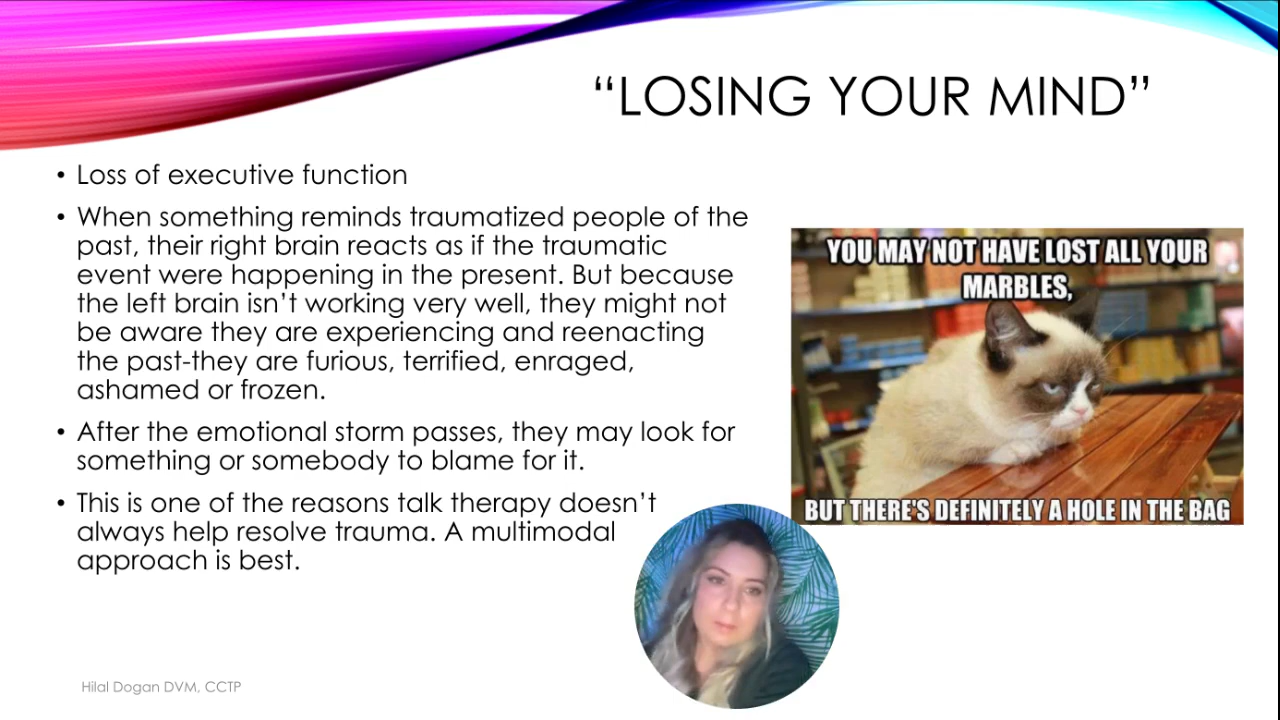 “LOSING YOUR MIND”
• Loss of executive function
• When something reminds traumatized people of the
past, their right brain reacts as if the traumatic
event were happening in the present. But because
the left brain isn’t working very well, they might not
be aware they are experiencing and reenacting
the past-they are furious, terrified, enraged,
ashamed or frozen.
• After the emotional storm passes, they may look for
something or somebody to blame for it.
• This is one of the reasons talk therapy doesn’t
always help resolve trauma. A multimodal
approach is best.
YOU MAY NOT HAVE LOST ALL YOUR
MARBLES,
BUT THERE'S DEFINITELY A HOLE IN THE BAG
Hilal Dogan DVM, CCTP